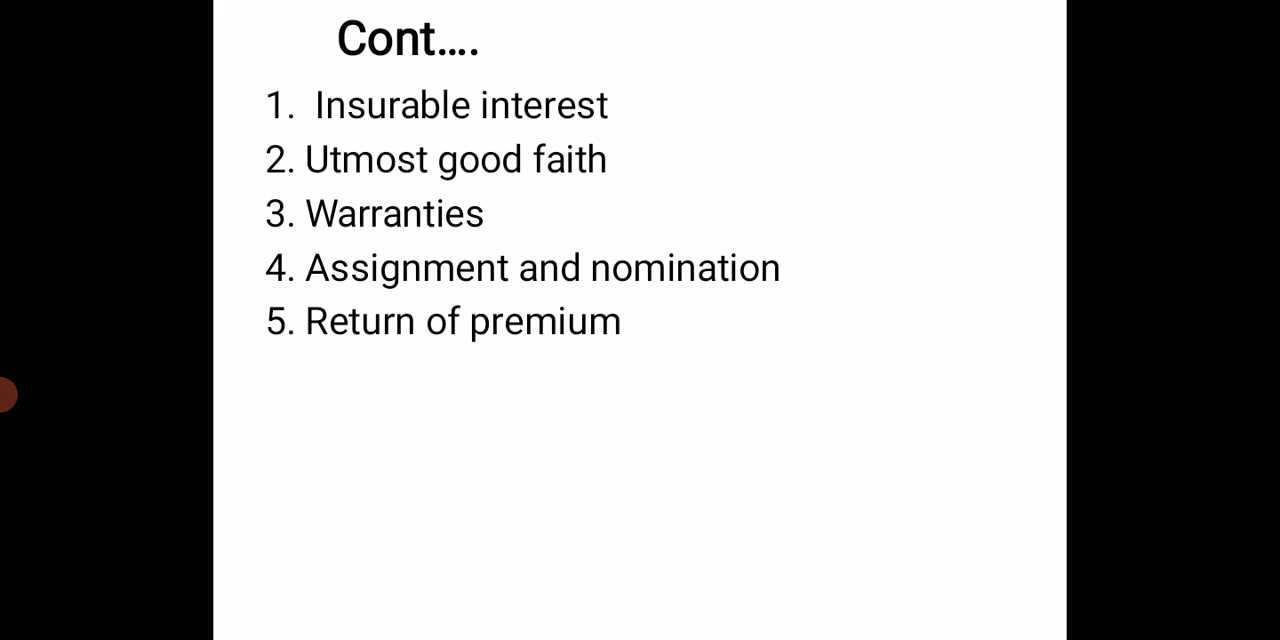 Cont....
1. Insurable interest
2. Utmost good faith
3. Warranties
4. Assignment and nomination
5. Return of premium